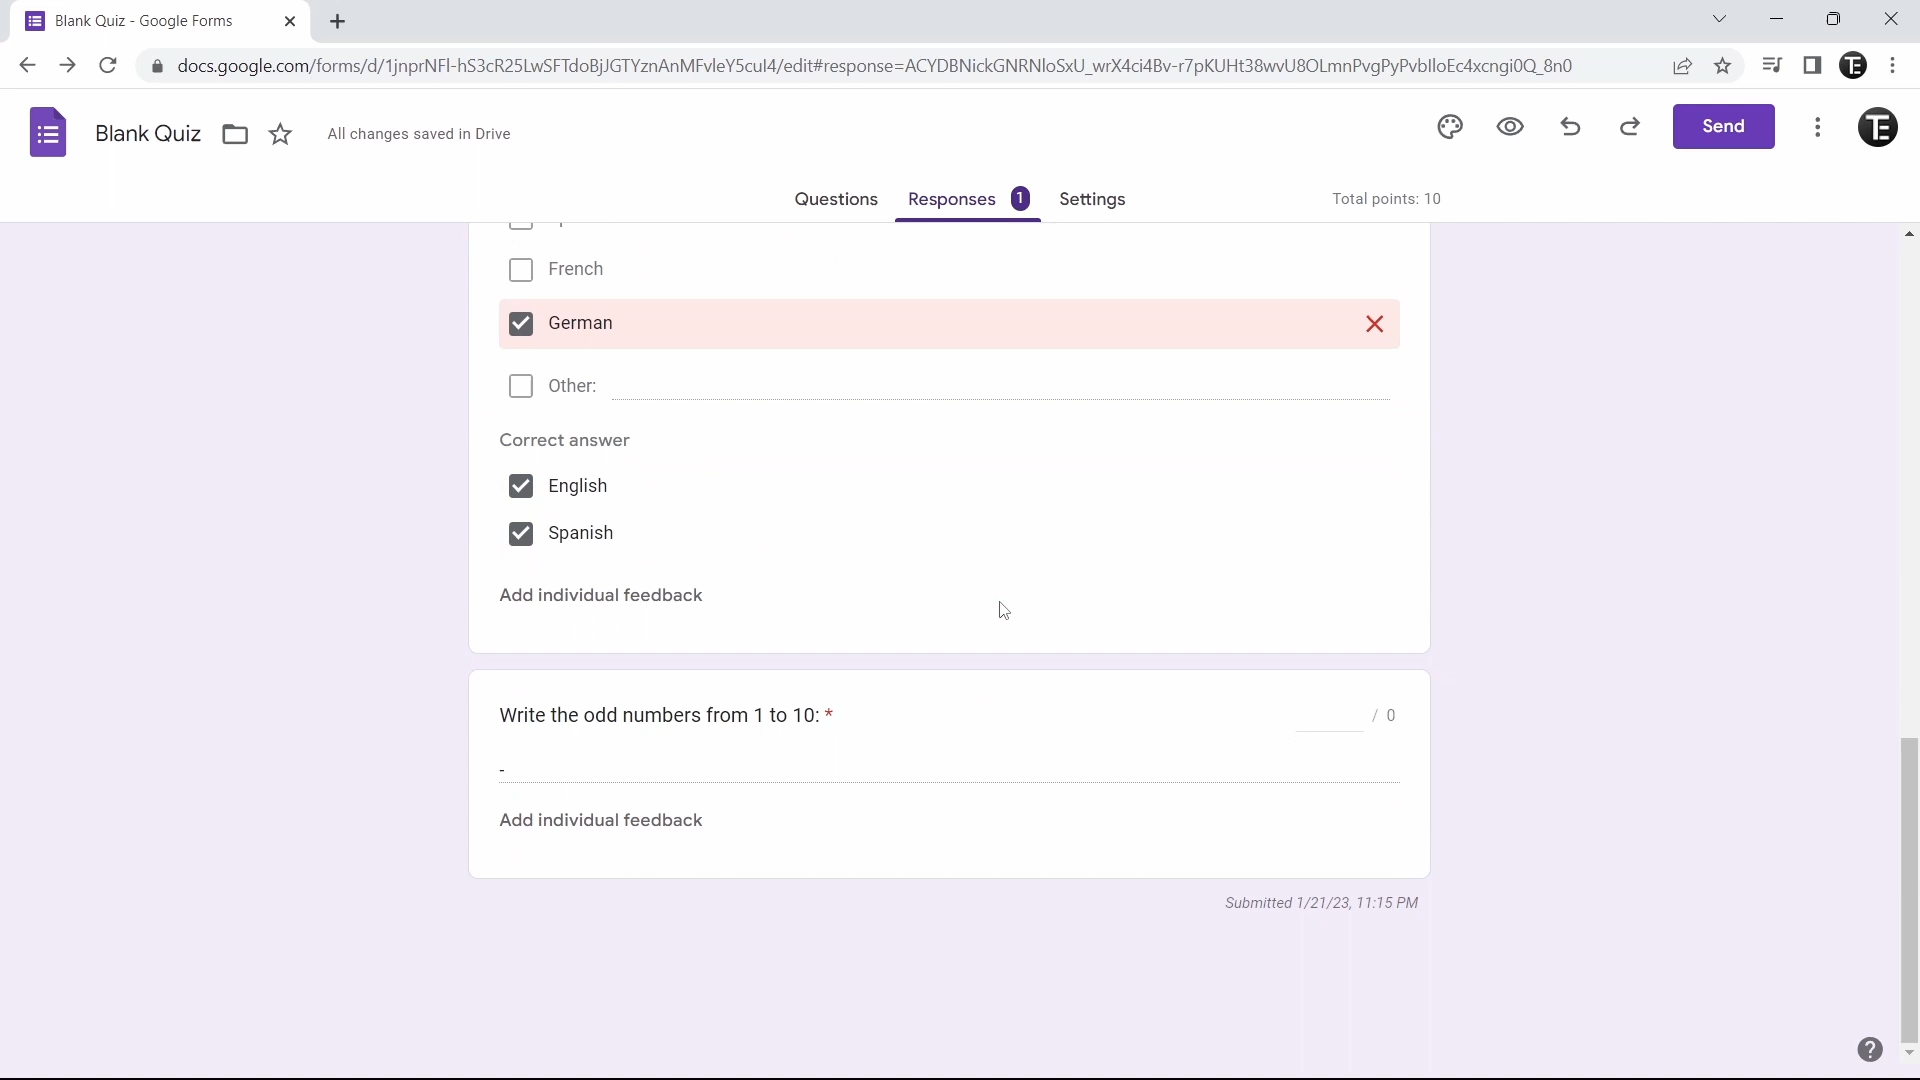 Blank Quiz - Google Forms
docs.google.com/forms/d/1jnprNFl-hS3cR25LwSFTdoBjJGTYznAnMFvleY5cul4/edit#response=ACYDBNickGNRNloSxU_wrX4ci4Bv-r7pKUHt38wvU8OLmnPvgPyPvblloEc4xcngi0Q_8n0
Blank Quiz
All changes saved in Drive
Send
Questions
Responses 1
Settings
Total points: 10
French
German
Other:
Correct answer
English
Spanish
Add individual feedback
Write the odd numbers from 1 to 10: *
/ 0
-
Add individual feedback
Submitted 1/21/23, 11:15 PM